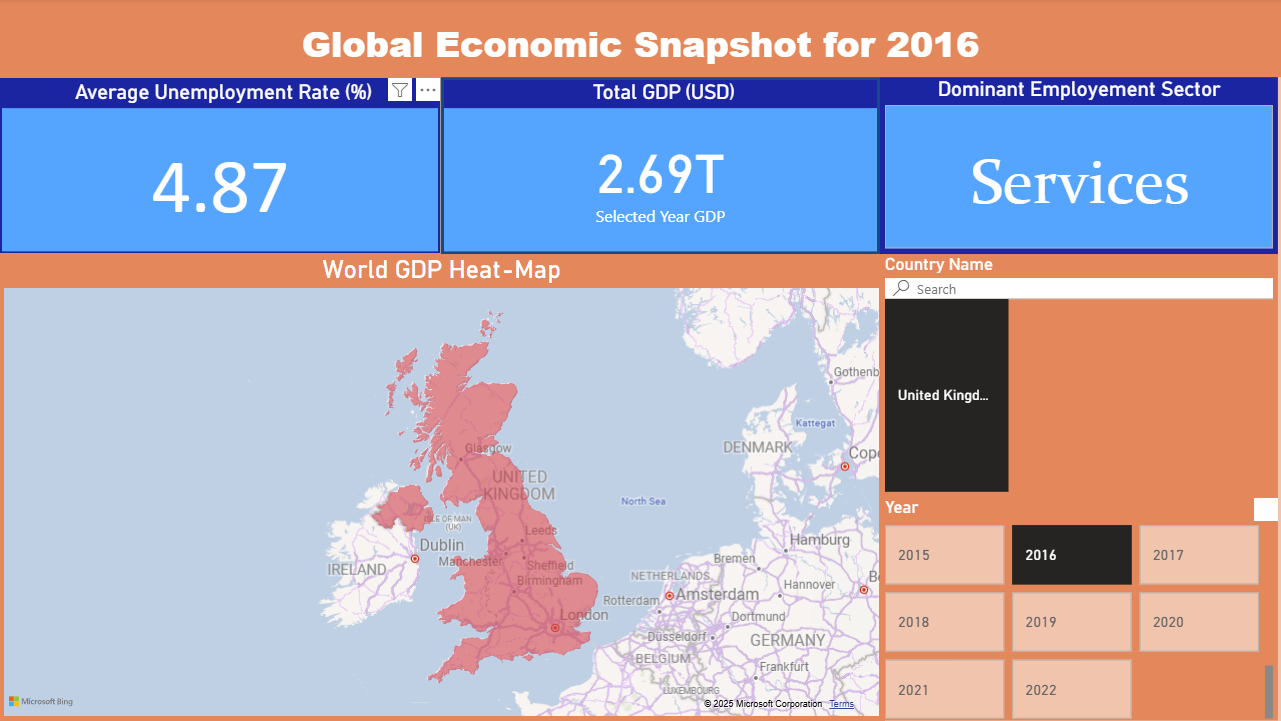 Global Economic Snapshot for 2016
Average Unemployment Rate (%)
Total GDP (USD)
Dominant Employement Sector
4.87
2.69T
Selected Year GDP
Services
World GDP Heat-Map
Country Name
Search
United Kingd...
Gothenb
Kattegat
DENMARK
Cope
Glasgow
UNITED
KINGDOM
North Sea
ISLE OF MAN
(UK)
Leeds
Dublin
Manchester
Sheffield
IRELAND
Birmingham
London
Hamburg
Bremen
NETHERLANDS
Hannover
Be
Rotterdam
Amsterdam
Dortmund
Düsseldorf
GERMANY
BELGIUM
Frankfurt
LUXEMBOURG
Microsoft Bing
© 2025 Microsoft Corporation Terms
Year
2015
2016
2017
2018
2019
2020
2021
2022